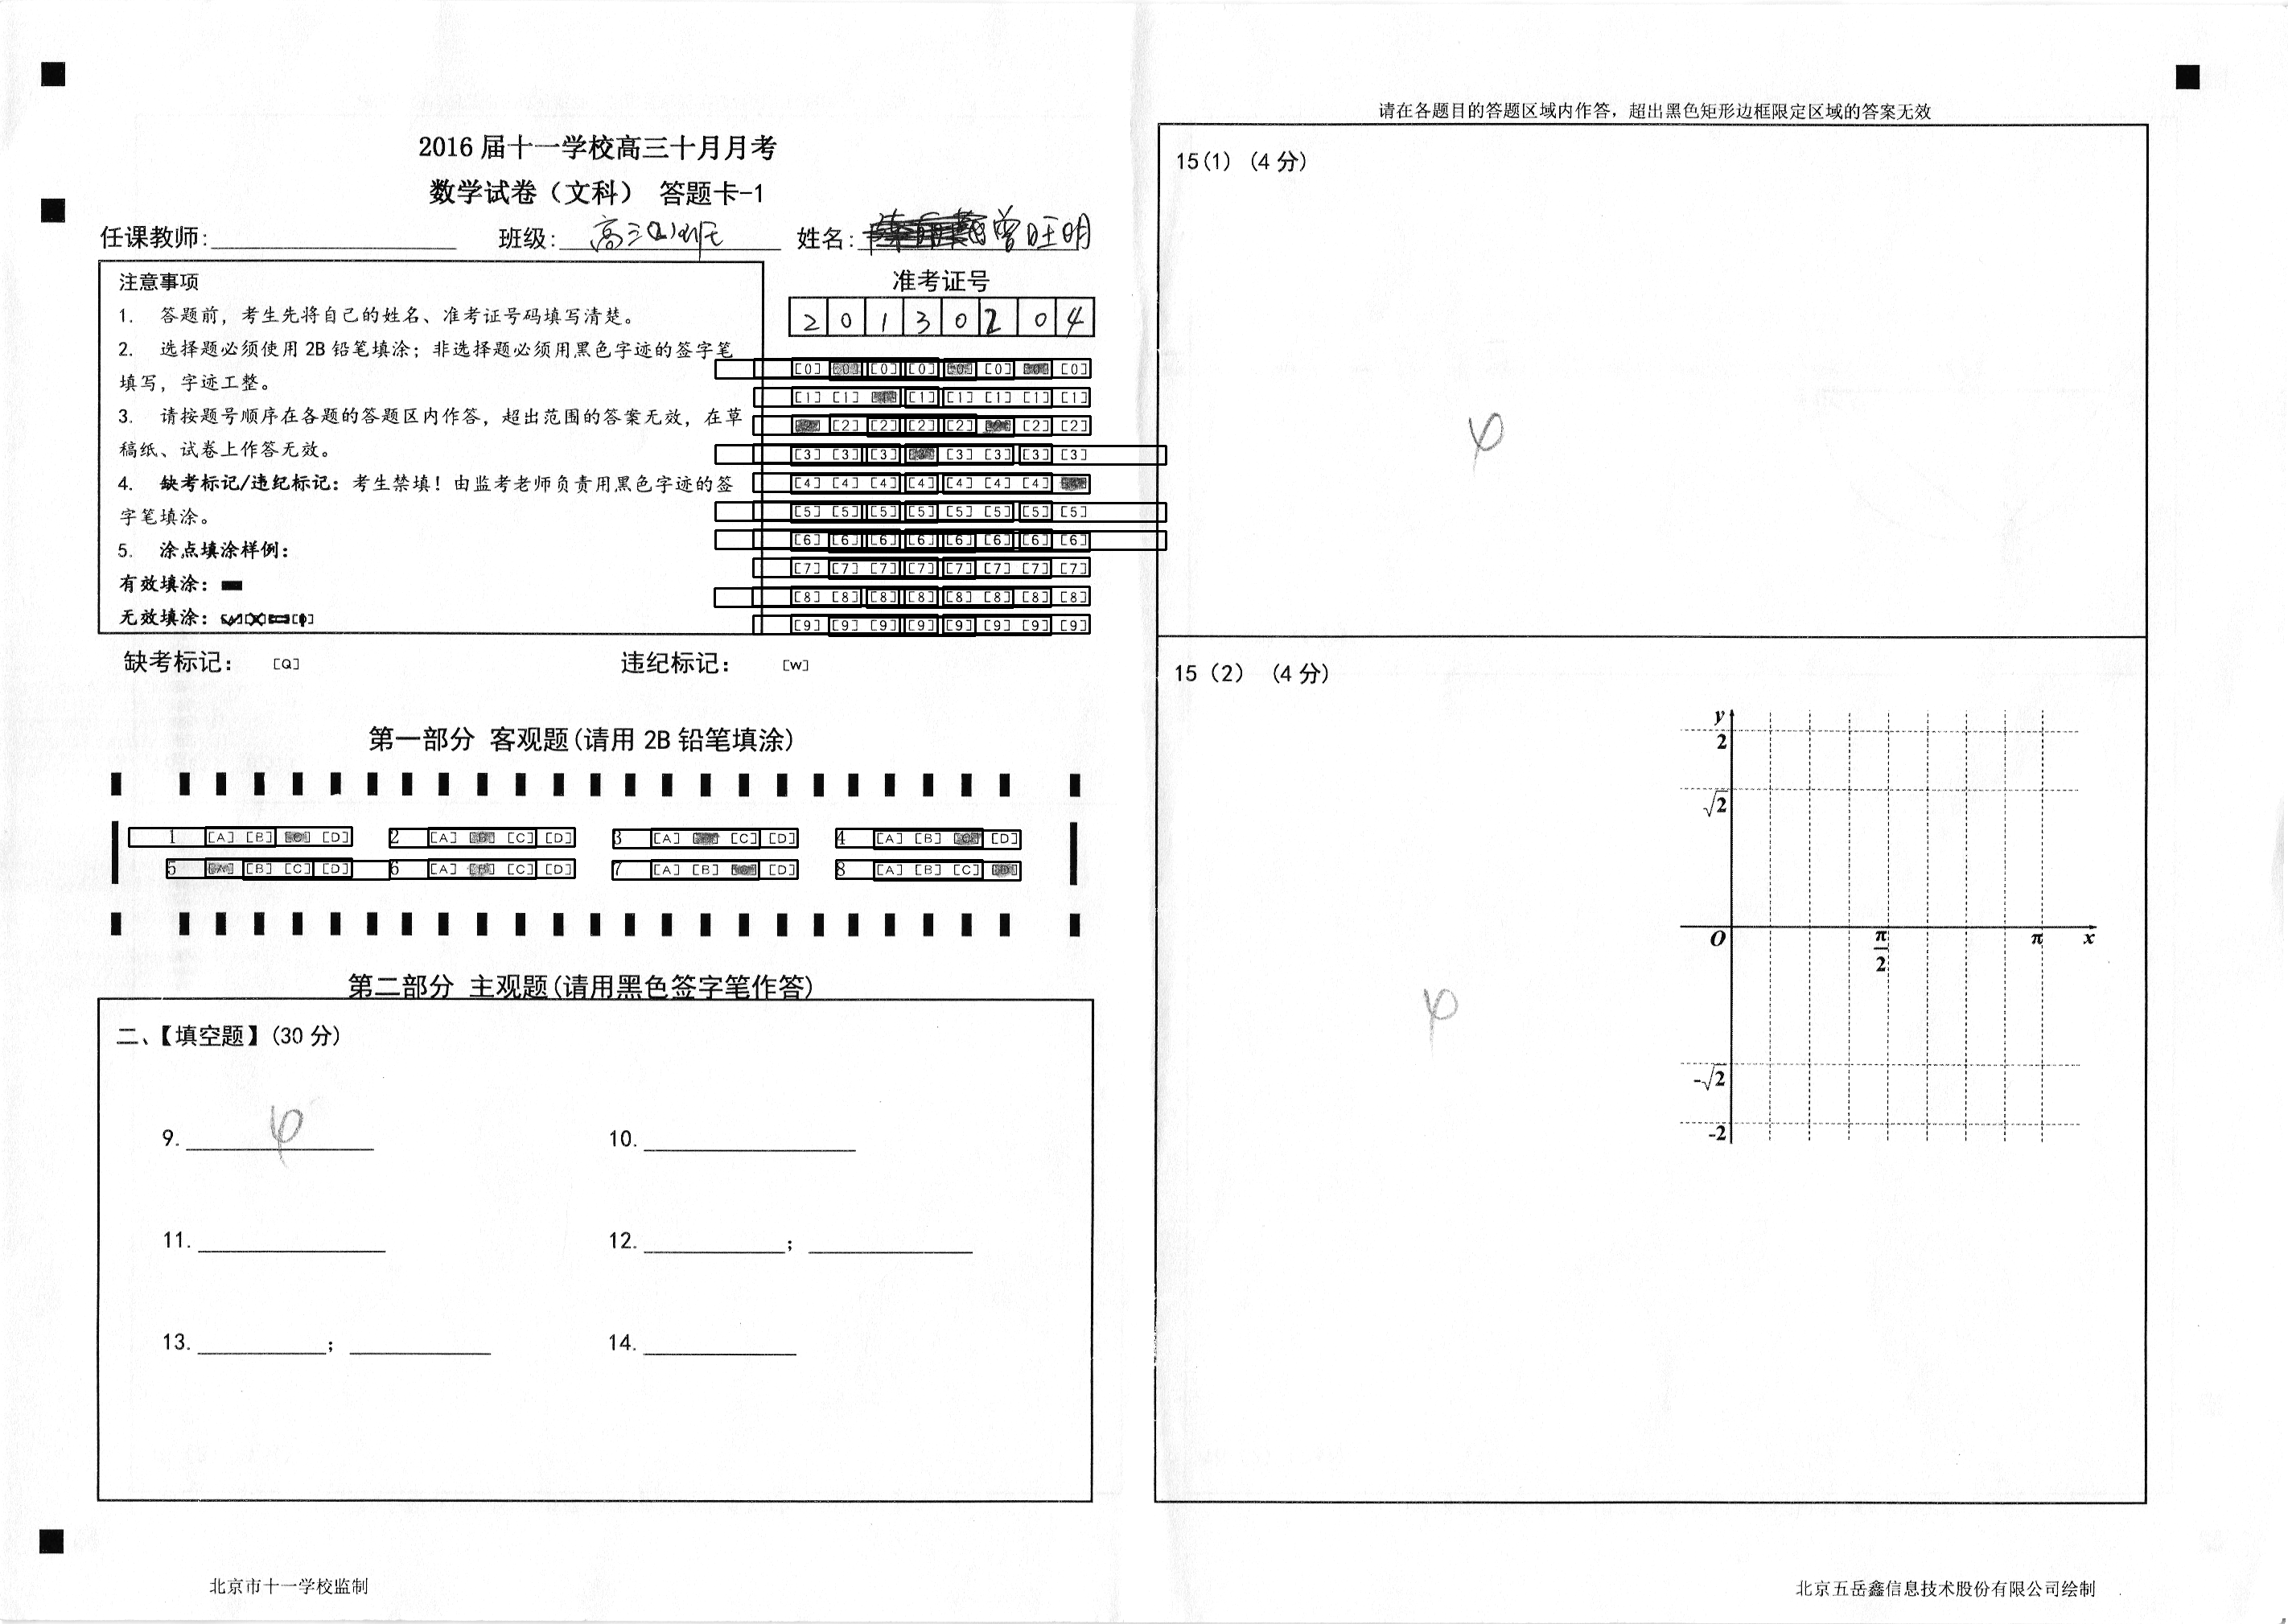 2016 届十一学校高三十月月考
数学试卷（文科） 答题卡-1
任课教师: 班级: 高三(2)班 姓名: 曾旺明
注意事项
1. 答题前，考生先将自己的姓名、准考证号码填写清楚。
2. 选择题必须使用 2B 铅笔填涂；非选择题必须用黑色字迹的签字笔
填写，字迹工整。
3. 请按题号顺序在各题的答题区内作答，超出范围的答案无效，在草
稿纸、试卷上作答无效。
4. 缺考标记/违纪标记：考生禁填！由监考老师负责用黑色字迹的签
字笔填涂。
5. 涂点填涂样例：
有效填涂：
无效填涂：
准考证号
2 0 1 3 0 2 0 4
[0] [0] [0] [0] [0]
[1] [1] [1] [1] [1] [1] [1]
[2] [2] [2] [2] [2] [2]
[3] [3] [3] [3] [3] [3] [3]
[4] [4] [4] [4] [4] [4] [4]
[5] [5] [5] [5] [5] [5] [5] [5]
[6] [6] [6] [6] [6] [6] [6] [6]
[7] [7] [7] [7] [7] [7] [7] [7]
[8] [8] [8] [8] [8] [8] [8] [8]
[9] [9] [9] [9] [9] [9] [9] [9]
缺考标记： [Q] 违纪标记： [W]
第一部分 客观题(请用 2B 铅笔填涂)
1 [A] [B] [D] 2 [A] [C] [D] 3 [A] [C] [D] 4 [A] [B] [D]
5 [B] [C] [D] 6 [A] [C] [D] 7 [A] [B] [D] 8 [A] [B] [C]
第二部分 主观题(请用黑色签字笔作答)
二、【填空题】(30 分)
9. φ 10.
11. 12. ；
13. ； 14.
北京市十一学校监制
请在各题目的答题区域内作答，超出黑色矩形边框限定区域的答案无效
15(1) (4 分)
φ
15（2） (4 分)
φ
y
2
√2
O π/2 π x
-√2
-2
北京五岳鑫信息技术股份有限公司绘制